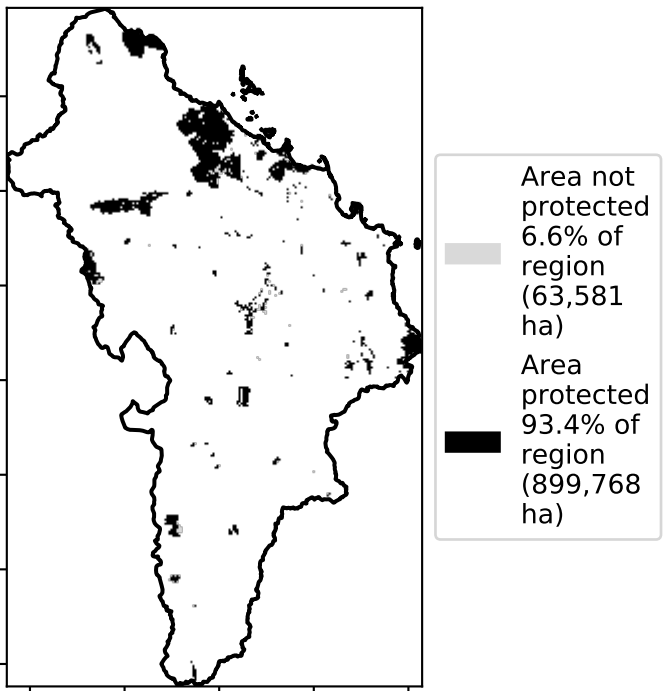 Area not
protected
6.6% of
region
(63,581
ha)
Area
protected
93.4% of
region
(899,768
ha)